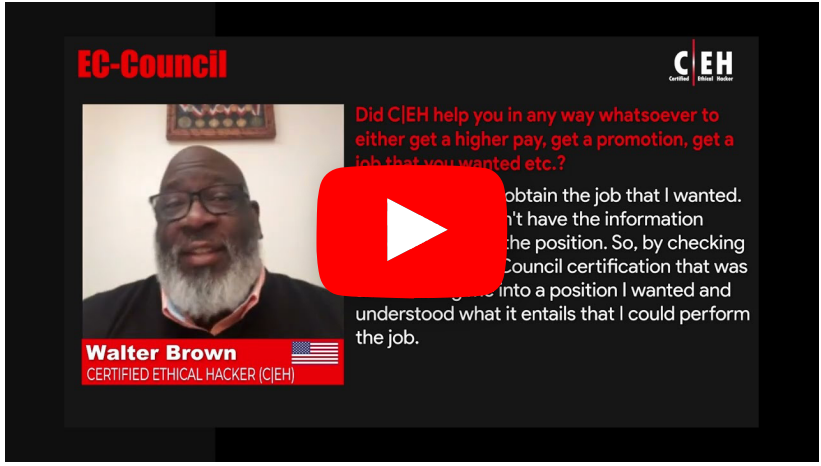 EC-Council
C|EH
Certified Ethical Hacker
Did C|EH help you in any way whatsoever to
either get a higher pay, get a promotion, get a
job that you wanted etc.?
obtain the job that I wanted.
have the information
the position. So, by checking
Council certification that was
into a position I wanted and
understood what it entails that I could perform
the job.
Walter Brown
CERTIFIED ETHICAL HACKER (C|EH)